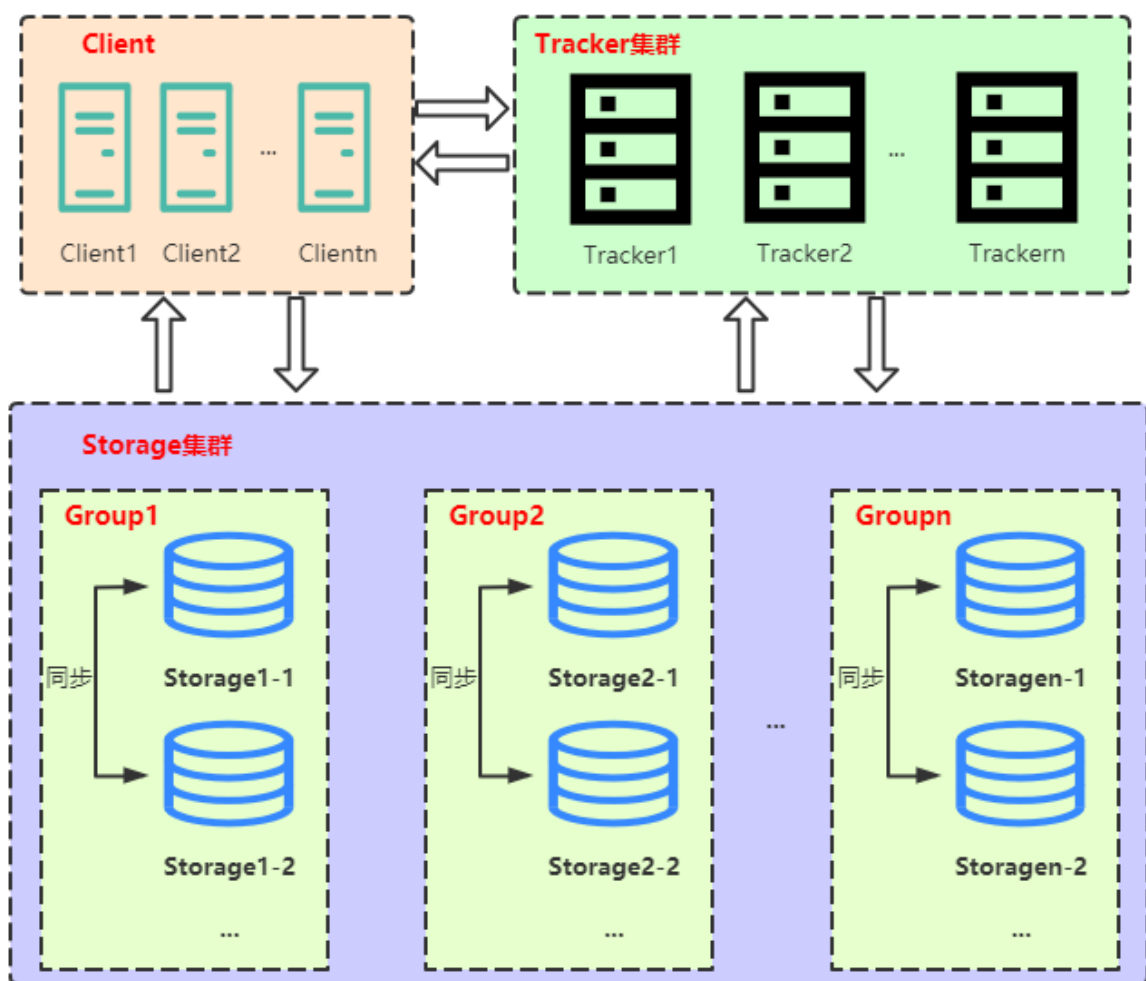 Client
Tracker集群
...
...
Client1 Client2 Clientn
Tracker1 Tracker2 Trackern
Storage集群
Group1 Group2 Groupn
同步 Storage1-1 同步 Storage2-1 同步 Storagen-1
...
Storage1-2 Storage2-2 Storagen-2
... ... ...